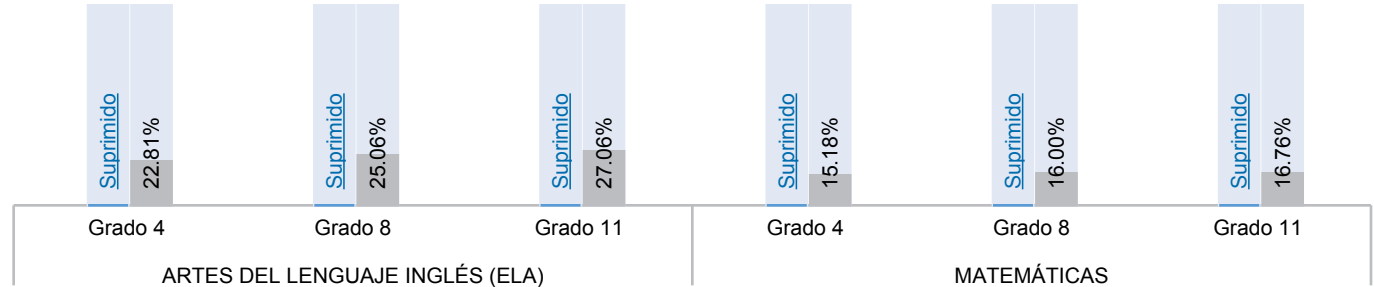 Suprimido 22.81% Suprimido 25.06% Suprimido 27.06% Suprimido 15.18% Suprimido 16.00% Suprimido 16.76%
Grado 4 Grado 8 Grado 11 Grado 4 Grado 8 Grado 11
ARTES DEL LENGUAJE INGLÉS (ELA) MATEMÁTICAS